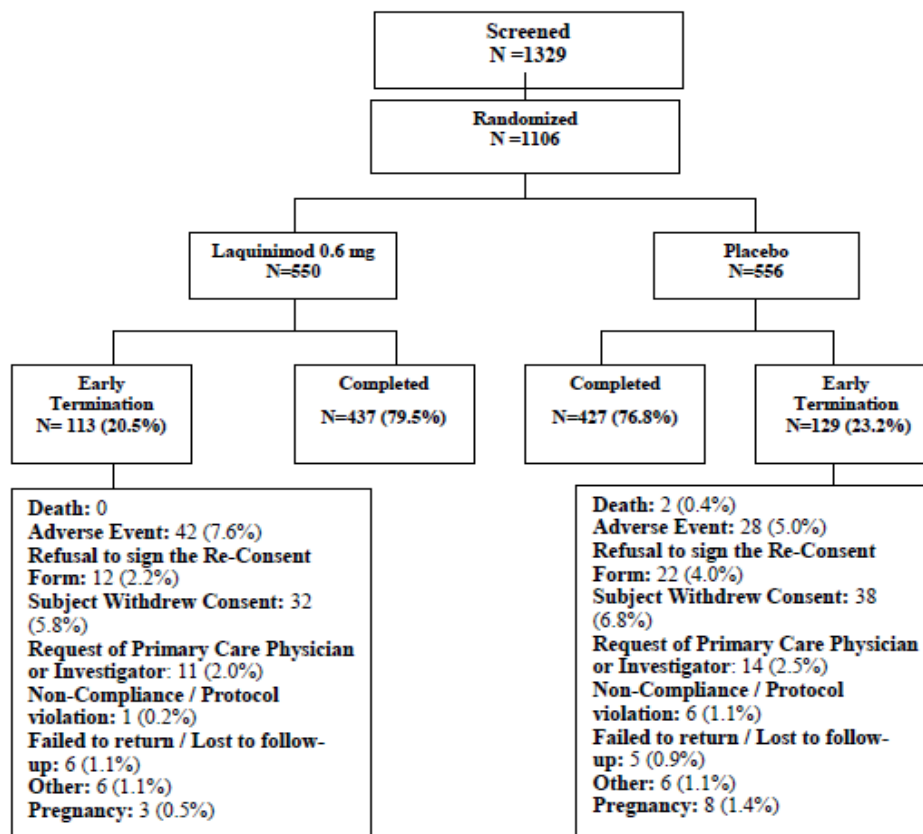 Screened
N =1329
Randomized
N =1106
Laquinimod 0.6 mg
N=550
Placebo
N=556
Early
Termination
N= 113 (20.5%)
Completed
N=437 (79.5%)
Completed
N=427 (76.8%)
Early
Termination
N=129 (23.2%)
Death: 0
Adverse Event: 42 (7.6%)
Refusal to sign the Re-Consent
Form: 12 (2.2%)
Subject Withdrew Consent: 32
(5.8%)
Request of Primary Care Physician
or Investigator: 11 (2.0%)
Non-Compliance / Protocol
violation: 1 (0.2%)
Failed to return / Lost to follow-
up: 6 (1.1%)
Other: 6 (1.1%)
Pregnancy: 3 (0.5%)
Death: 2 (0.4%)
Adverse Event: 28 (5.0%)
Refusal to sign the Re-Consent
Form: 22 (4.0%)
Subject Withdrew Consent: 38
(6.8%)
Request of Primary Care Physician
or Investigator: 14 (2.5%)
Non-Compliance / Protocol
violation: 6 (1.1%)
Failed to return / Lost to follow-
up: 5 (0.9%)
Other: 6 (1.1%)
Pregnancy: 8 (1.4%)